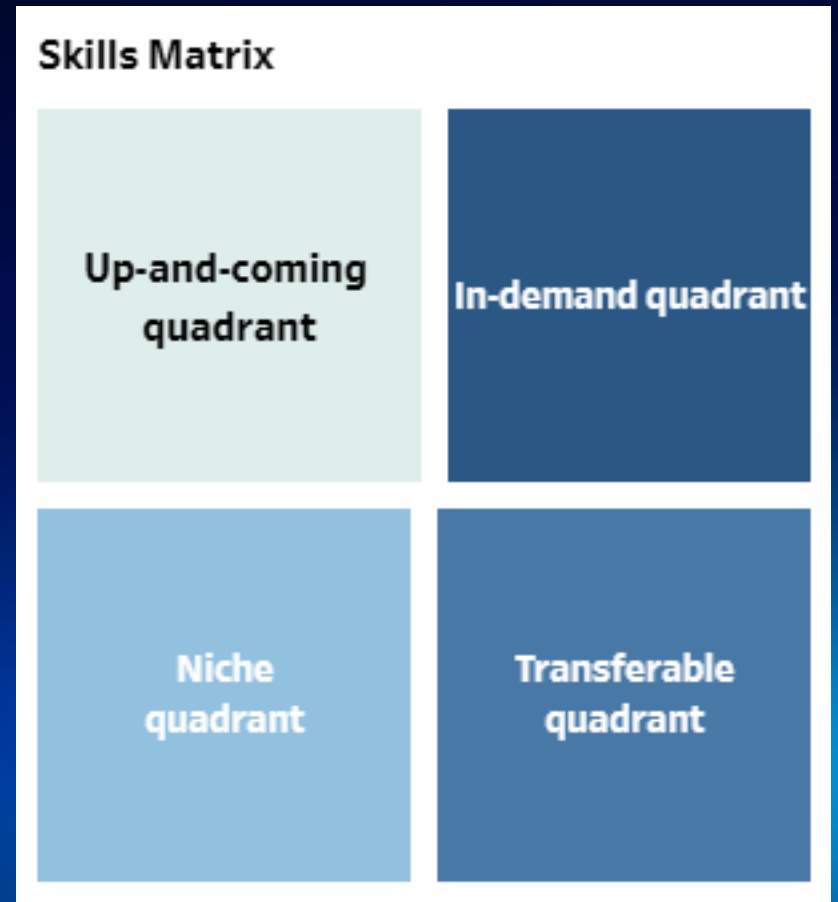 Skills Matrix
Up-and-coming
quadrant
In-demand quadrant
Niche
quadrant
Transferable
quadrant